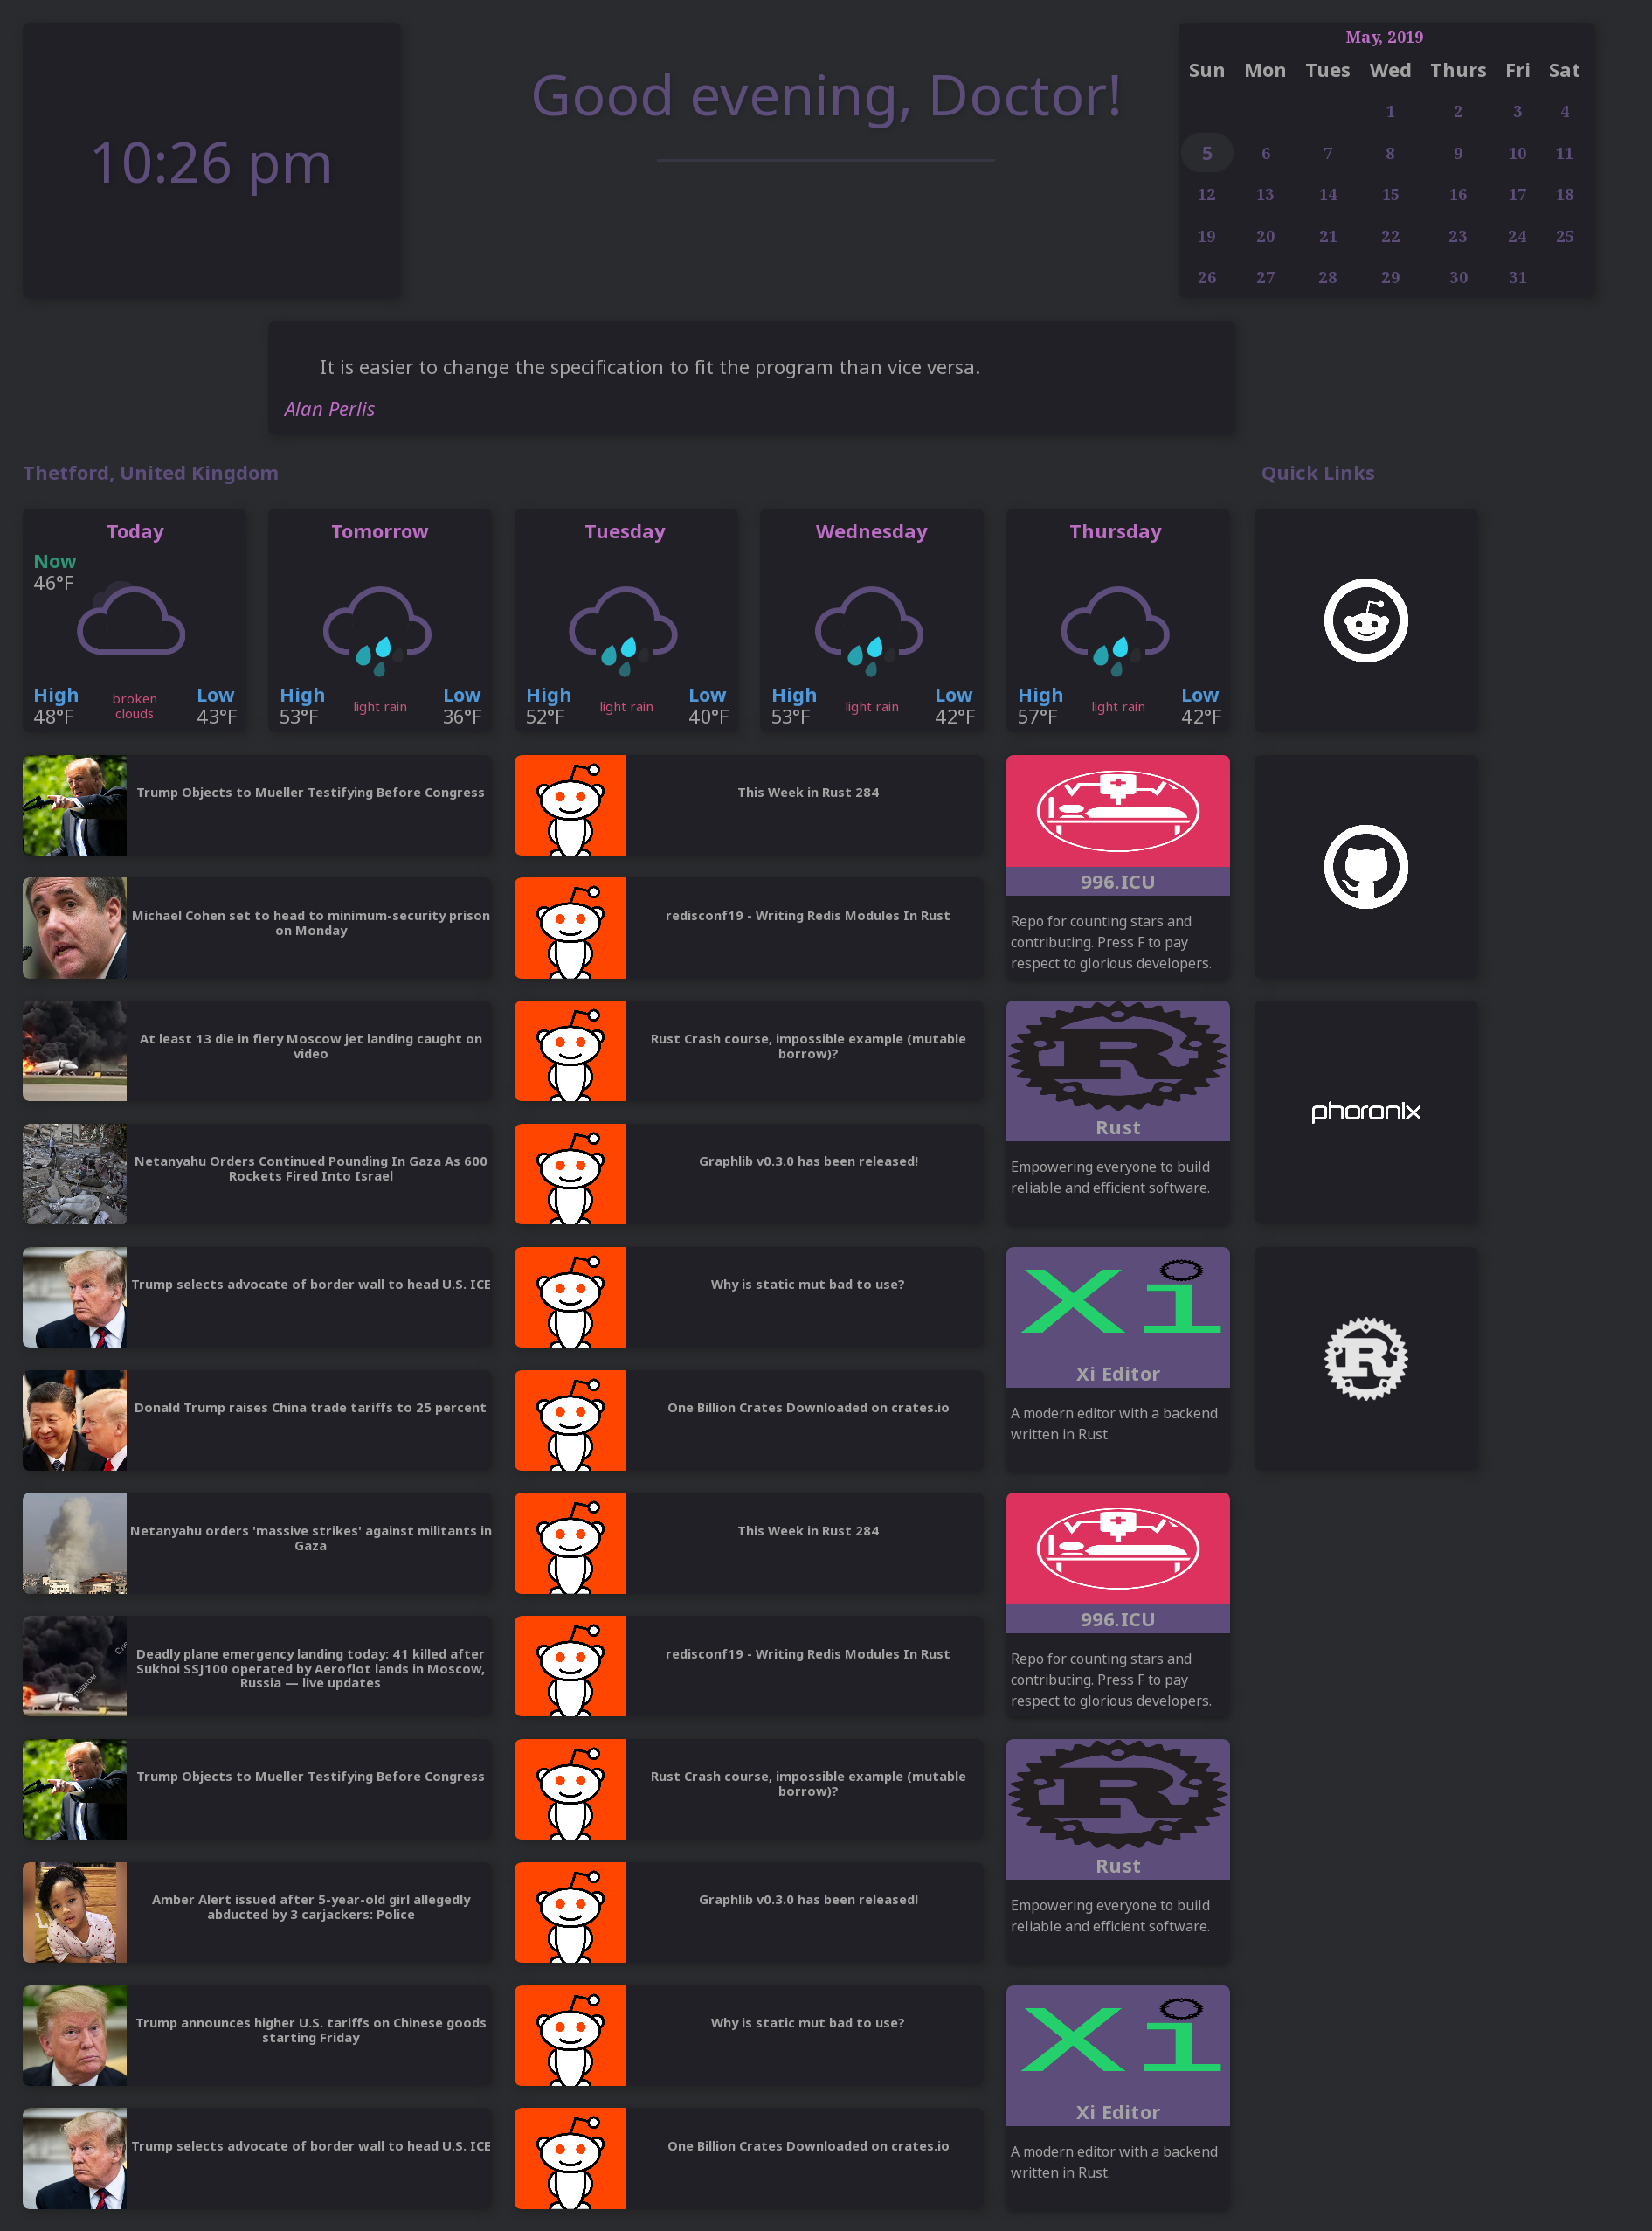 10:26 pm
Good evening, Doctor!
May, 2019
Sun Mon Tues Wed Thurs Fri Sat
1 2 3 4
5 6 7 8 9 10 11
12 13 14 15 16 17 18
19 20 21 22 23 24 25
26 27 28 29 30 31
It is easier to change the specification to fit the program than vice versa.
Alan Perlis
Thetford, United Kingdom
Today
Now
46°F
High
48°F
broken
clouds
Low
43°F
Tomorrow
High
53°F
light rain
Low
36°F
Tuesday
High
52°F
light rain
Low
40°F
Wednesday
High
53°F
light rain
Low
42°F
Thursday
High
57°F
light rain
Low
42°F
Trump Objects to Mueller Testifying Before Congress
Michael Cohen set to head to minimum-security prison
on Monday
At least 13 die in fiery Moscow jet landing caught on
video
Netanyahu Orders Continued Pounding In Gaza As 600
Rockets Fired Into Israel
Trump selects advocate of border wall to head U.S. ICE
Donald Trump raises China trade tariffs to 25 percent
Netanyahu orders 'massive strikes' against militants in
Gaza
Deadly plane emergency landing today: 41 killed after
Sukhoi SSJ100 operated by Aeroflot lands in Moscow,
Russia — live updates
Trump Objects to Mueller Testifying Before Congress
Amber Alert issued after 5-year-old girl allegedly
abducted by 3 carjackers: Police
Trump announces higher U.S. tariffs on Chinese goods
starting Friday
Trump selects advocate of border wall to head U.S. ICE
This Week in Rust 284
redisconf19 - Writing Redis Modules In Rust
Rust Crash course, impossible example (mutable
borrow)?
Graphlib v0.3.0 has been released!
Why is static mut bad to use?
One Billion Crates Downloaded on crates.io
This Week in Rust 284
redisconf19 - Writing Redis Modules In Rust
Rust Crash course, impossible example (mutable
borrow)?
Graphlib v0.3.0 has been released!
Why is static mut bad to use?
One Billion Crates Downloaded on crates.io
996.ICU
Repo for counting stars and
contributing. Press F to pay
respect to glorious developers.
R
Rust
Empowering everyone to build
reliable and efficient software.
Xi
Xi Editor
A modern editor with a backend
written in Rust.
996.ICU
Repo for counting stars and
contributing. Press F to pay
respect to glorious developers.
R
Rust
Empowering everyone to build
reliable and efficient software.
Xi
Xi Editor
A modern editor with a backend
written in Rust.
Quick Links
phoronix
R